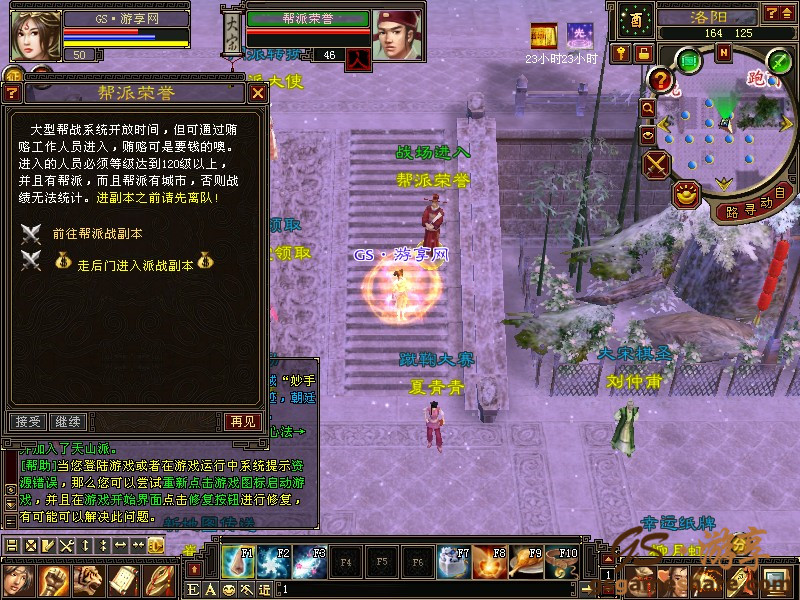 GS·游享网
50
大宗
帮派荣誉
46
23小时23小时
酉
洛阳
164 125
N
自动寻路
帮派荣誉
大型帮战系统开放时间，但可通过贿
赂工作人员进入，贿赂可是要钱的噢。
进入的人员必须等级达到120级以上，
并且有帮派，而且帮派有城市，否则战
绩无法统计。进副本之前请先离队！
前往帮派战副本
走后门进入派战副本
接受
继续
再见
战场进入
帮派荣誉
GS·游享网
蹴鞠大赛
夏青青
大宋棋圣
刘仲甫
“妙手
心法→
并加入了天山派。
[帮助]当您登陆游戏或者在游戏运行中系统提示资
源错误，那么您可以尝试重新点击游戏图标启动游
戏，并且在游戏开始界面点击修复按钮进行修复，
有可能可以解决此问题。
幸运纸牌
GS 游享
F1
F2
F3
F4
F5
F6
F7
F8
F9
F10
E
A
近
1
1